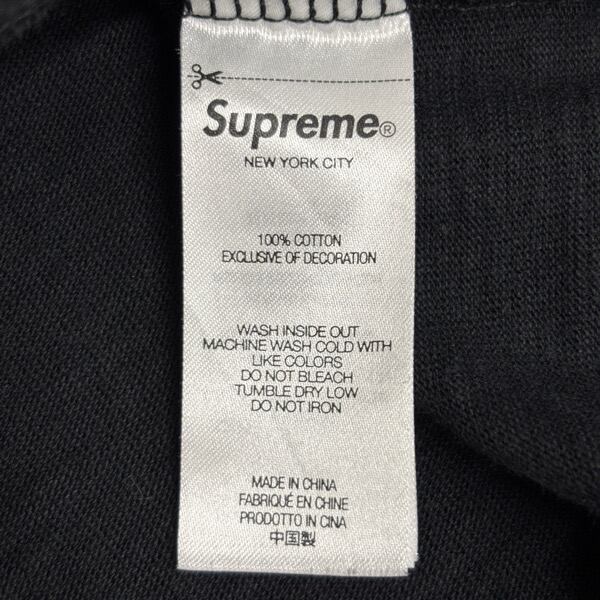 Supreme®
NEW YORK CITY
100% COTTON
EXCLUSIVE OF DECORATION
WASH INSIDE OUT
MACHINE WASH COLD WITH
LIKE COLORS
DO NOT BLEACH
TUMBLE DRY LOW
DO NOT IRON
MADE IN CHINA
FABRIQUÉ EN CHINE
PRODOTTO IN CINA
中国製